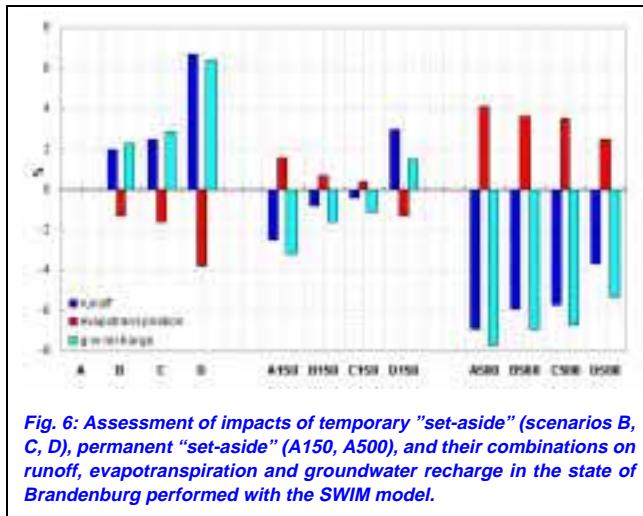 8
6
4
2
0
-2
-4
-6
-8
%
runoff
evapotranspiration
g-w recharge
A B C D A150 B150 C150 D150 A500 B500 C500 D500
Fig. 6: Assessment of impacts of temporary ”set-aside” (scenarios B,
C, D), permanent “set-aside” (A150, A500), and their combinations on
runoff, evapotranspiration and groundwater recharge in the state of
Brandenburg performed with the SWIM model.